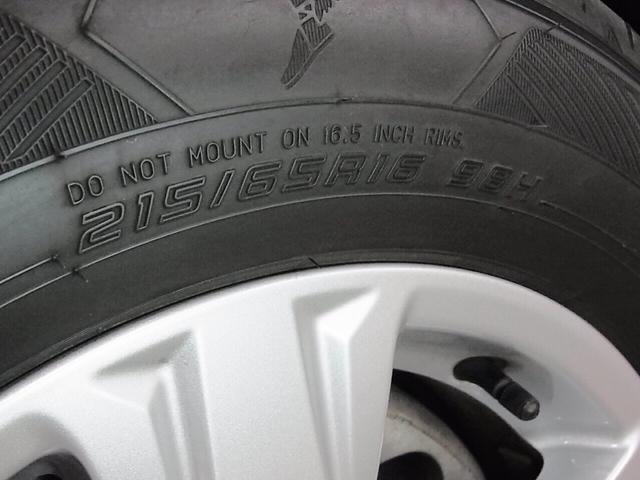 DO NOT MOUNT ON 16.5 INCH RIMS.
215/65R16 98H